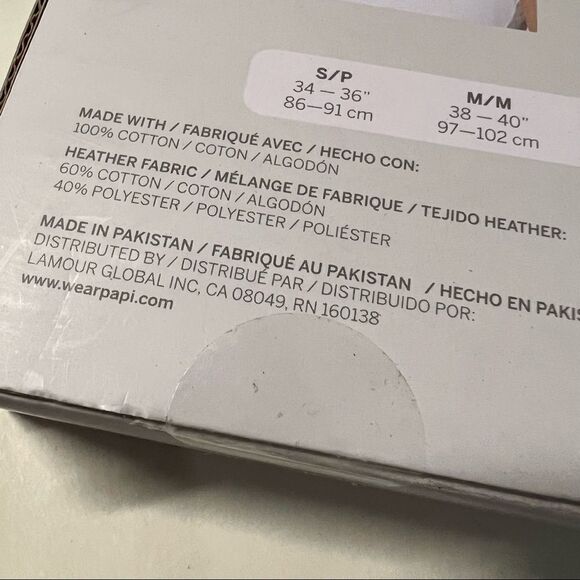 S/P
34 — 36"
86—91 cm
M/M
38 — 40"
97—102 cm
MADE WITH / FABRIQUÉ AVEC / HECHO CON:
100% COTTON / COTON / ALGODÓN
HEATHER FABRIC / MÉLANGE DE FABRIQUE / TEJIDO HEATHER:
60% COTTON / COTON / ALGODÓN
40% POLYESTER / POLYESTER / POLIÉSTER
MADE IN PAKISTAN / FABRIQUÉ AU PAKISTAN / HECHO EN PAKIS
DISTRIBUTED BY / DISTRIBUÉ PAR / DISTRIBUIDO POR:
LAMOUR GLOBAL INC, CA 08049, RN 160138
www.wearpapi.com